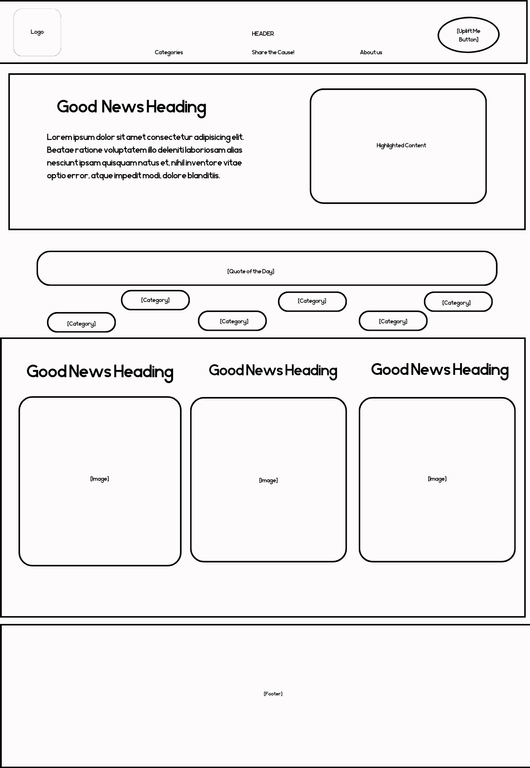 Logo
HEADER
[Uplift Me
Button]
Categories
Share the Cause!
About us
Good News Heading
Lorem ipsum dolor sit amet consectetur adipisicing elit.
Beatae ratione voluptatem illo deleniti laboriosam alias
nesciunt ipsam quisquam natus et, nihil inventore vitae
optio error, atque impedit modi, dolore blanditiis.
Highlighted Content
[Quote of the Day]
[Category]
[Category]
[Category]
[Category]
[Category]
[Category]
Good News Heading
Good News Heading
Good News Heading
[Image]
[Image]
[Image]
[Footer]